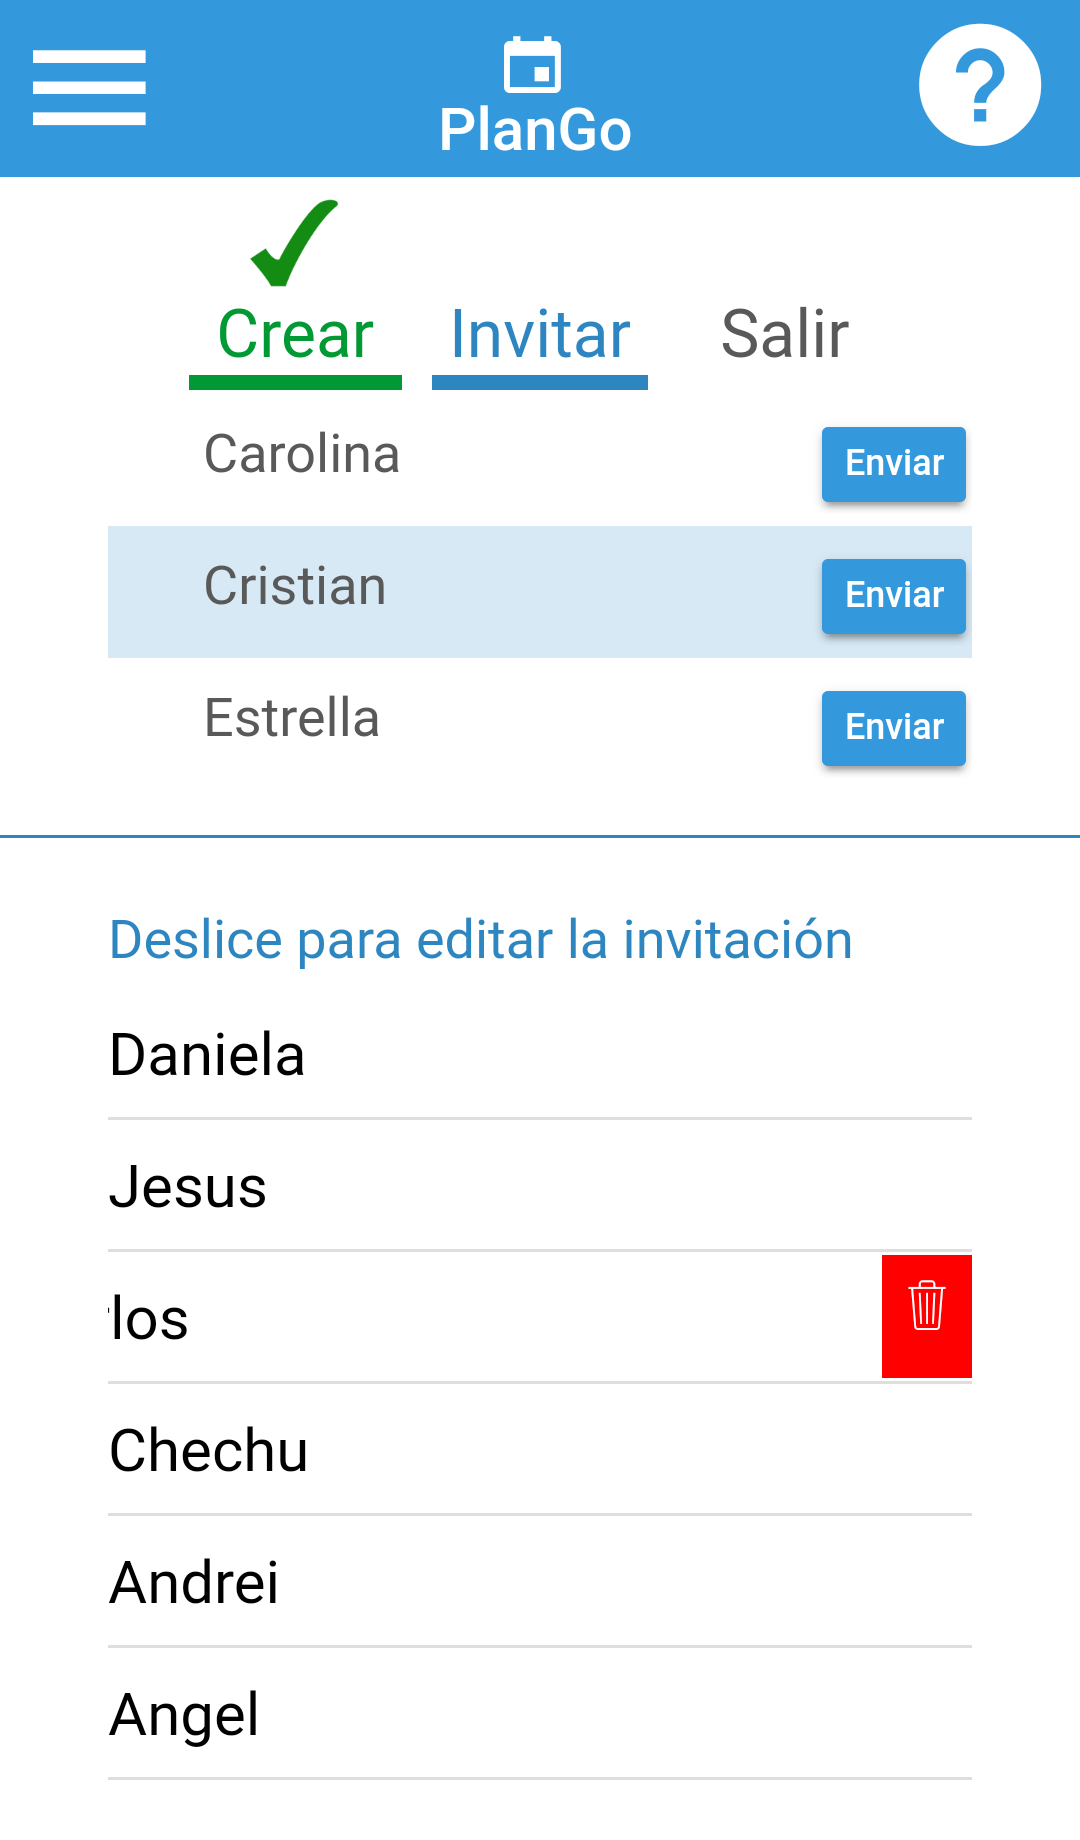 PlanGo
Crear Invitar Salir
Carolina Enviar
Cristian Enviar
Estrella Enviar
Deslice para editar la invitación
Daniela
Jesus
los
Chechu
Andrei
Angel